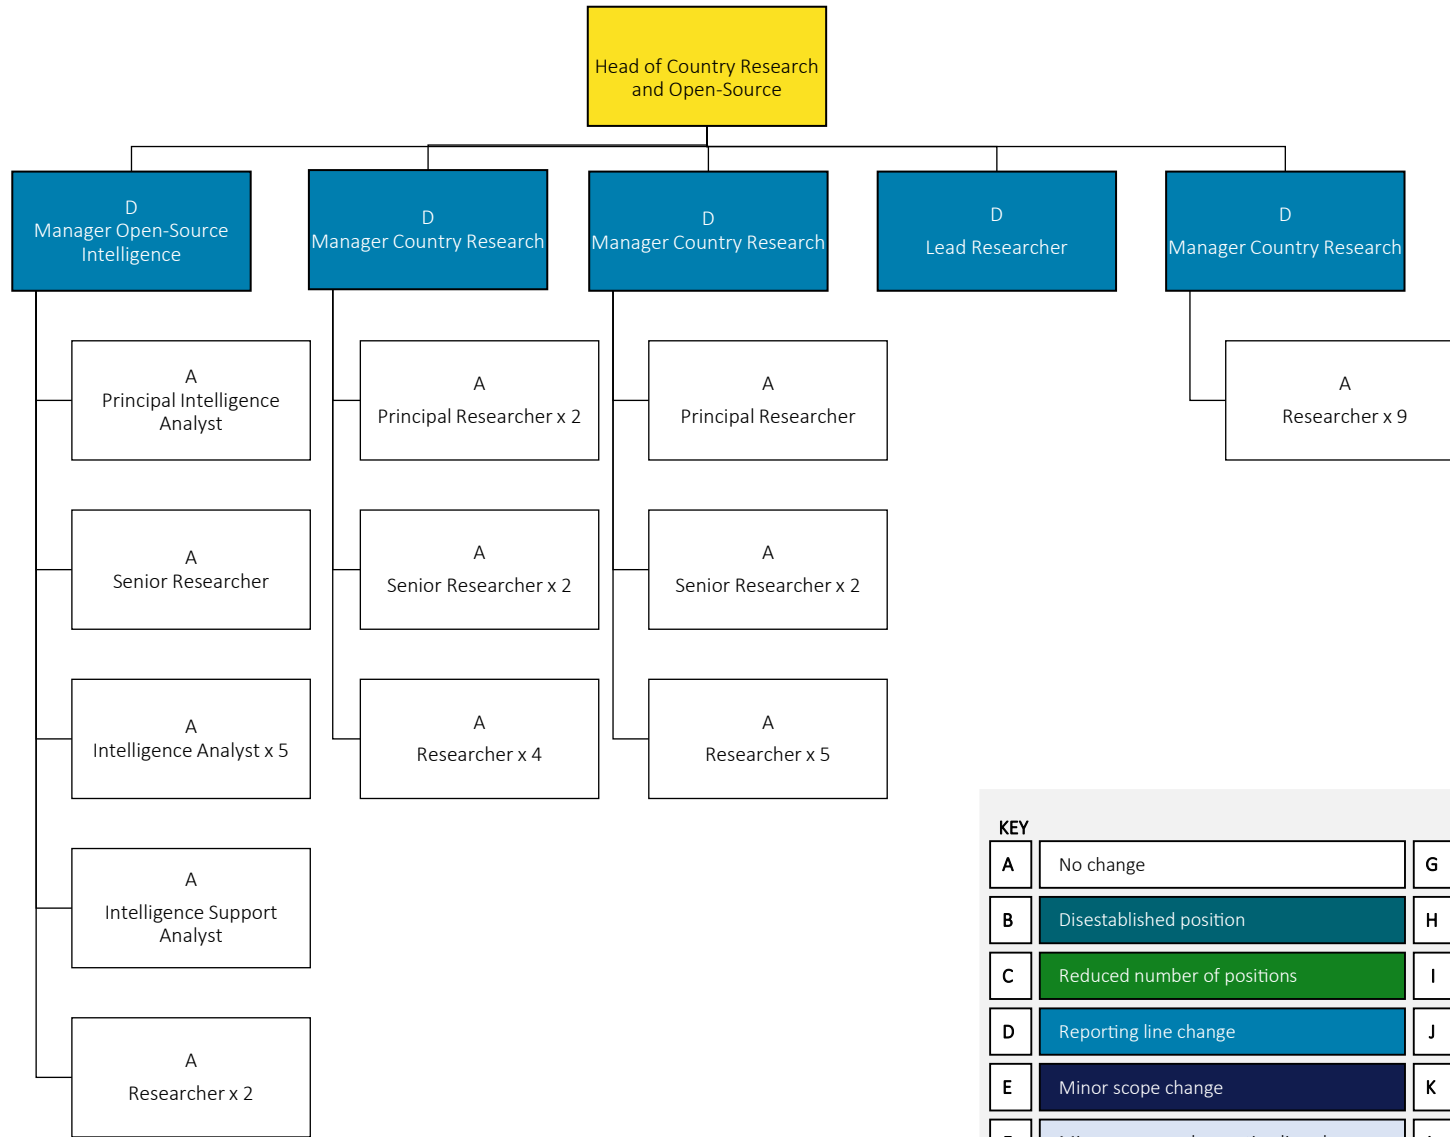 Head of Country Research
and Open-Source
D
Manager Open-Source
Intelligence
D
Manager Country Research
D
Manager Country Research
D
Lead Researcher
D
Manager Country Research
A
Principal Intelligence
Analyst
A
Senior Researcher
A
Intelligence Analyst x 5
A
Intelligence Support
Analyst
A
Researcher x 2
A
Principal Researcher x 2
A
Senior Researcher x 2
A
Researcher x 4
A
Principal Researcher
A
Senior Researcher x 2
A
Researcher x 5
A
Researcher x 9
KEY
A No change G
B Disestablished position H
C Reduced number of positions I
D Reporting line change J
E Minor scope change K